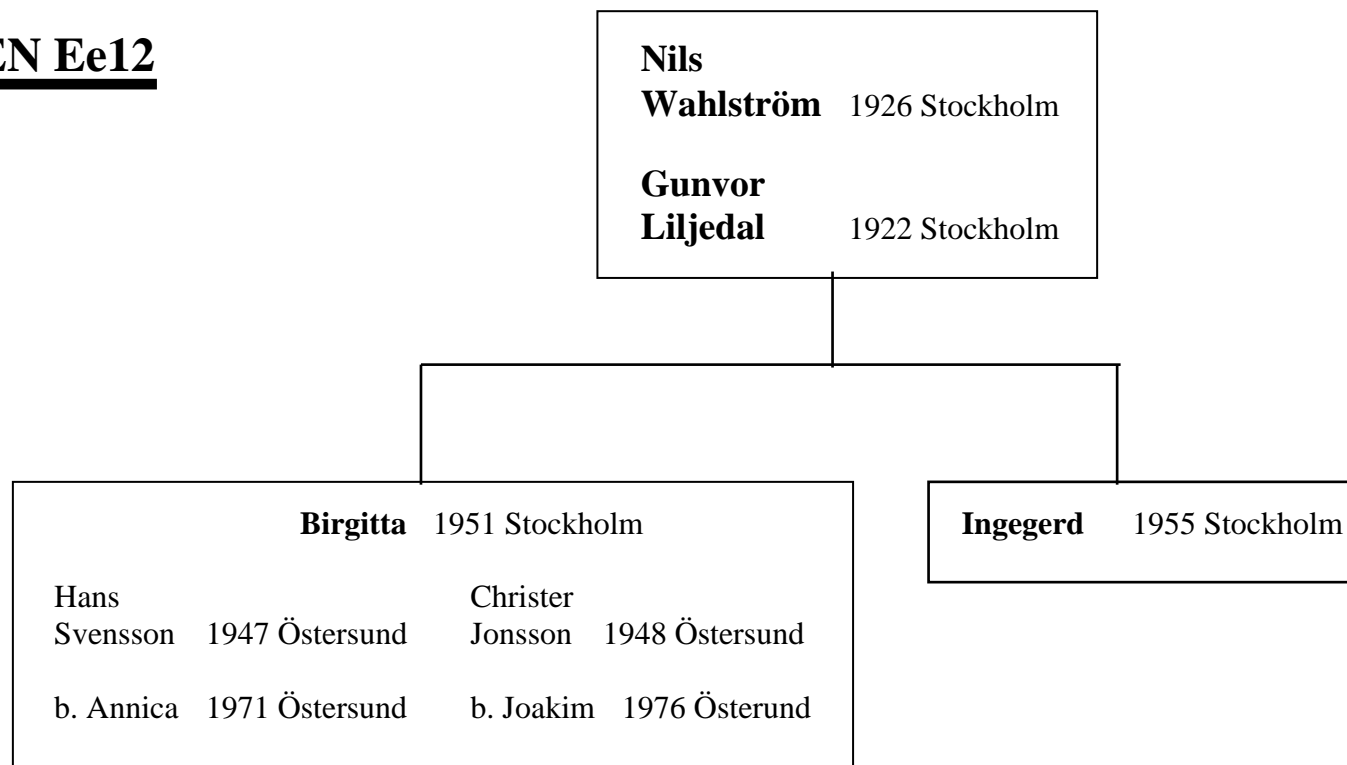 EN Ee12
Nils
Wahlström 1926 Stockholm
Gunvor
Liljedal 1922 Stockholm
Birgitta 1951 Stockholm
Ingegerd 1955 Stockholm
Hans
Svensson 1947 Östersund
b. Annica 1971 Östersund
Christer
Jonsson 1948 Östersund
b. Joakim 1976 Österund